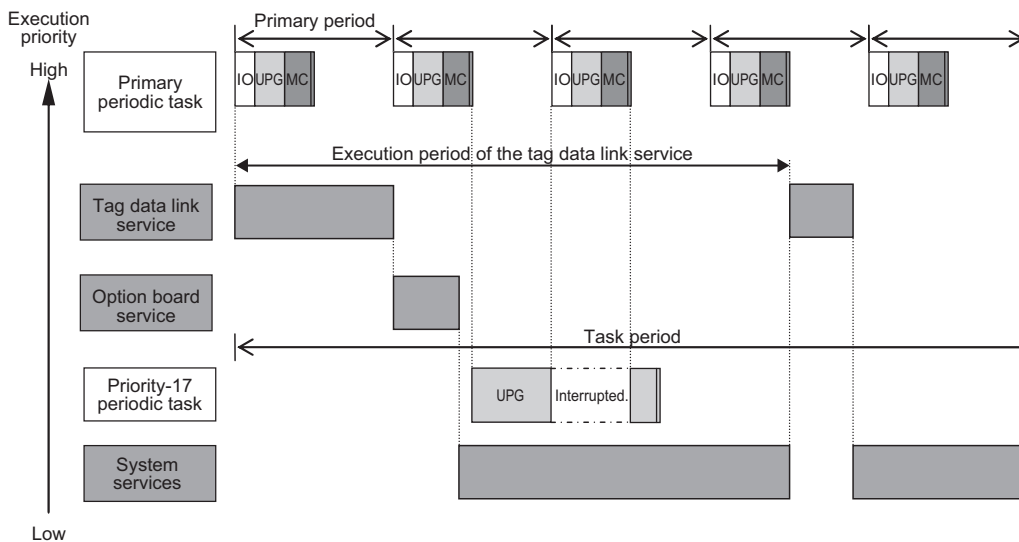 Execution
priority
High
Primary period
Primary
periodic task
IO UPG MC
IO UPG MC
IO UPG MC
IO UPG MC
IO UPG MC
Execution period of the tag data link service
Tag data link
service
Option board
service
Task period
Priority-17
periodic task
UPG
Interrupted.
System
services
Low